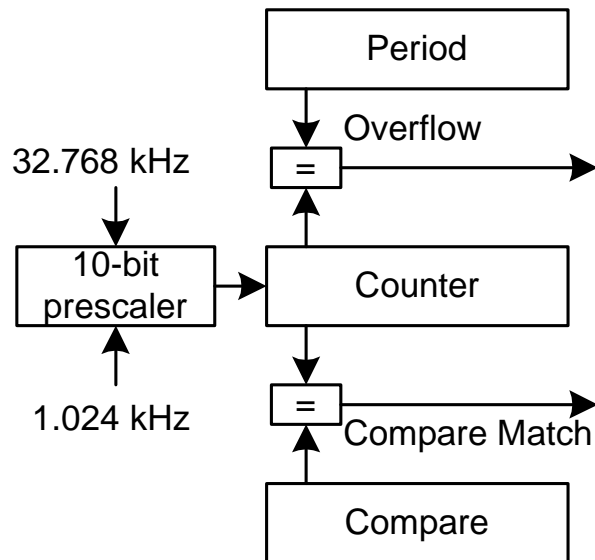 Period
Overflow
=
32.768 kHz
10-bit
prescaler
Counter
1.024 kHz
=
Compare Match
Compare